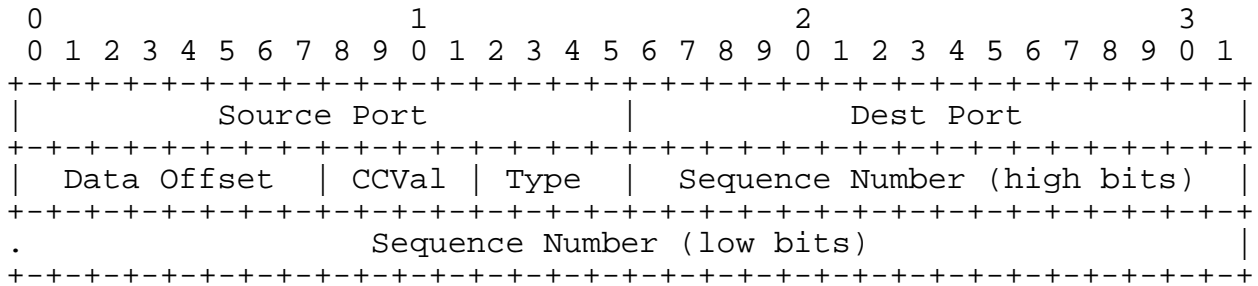 0                   1                   2                   3
 0 1 2 3 4 5 6 7 8 9 0 1 2 3 4 5 6 7 8 9 0 1 2 3 4 5 6 7 8 9 0 1
+-+-+-+-+-+-+-+-+-+-+-+-+-+-+-+-+-+-+-+-+-+-+-+-+-+-+-+-+-+-+-+-+
|          Source Port          |           Dest Port           |
+-+-+-+-+-+-+-+-+-+-+-+-+-+-+-+-+-+-+-+-+-+-+-+-+-+-+-+-+-+-+-+-+
|  Data Offset  | CCVal | Type  |  Sequence Number (high bits)  |
+-+-+-+-+-+-+-+-+-+-+-+-+-+-+-+-+-+-+-+-+-+-+-+-+-+-+-+-+-+-+-+-+
.                  Sequence Number (low bits)                   |
+-+-+-+-+-+-+-+-+-+-+-+-+-+-+-+-+-+-+-+-+-+-+-+-+-+-+-+-+-+-+-+-+